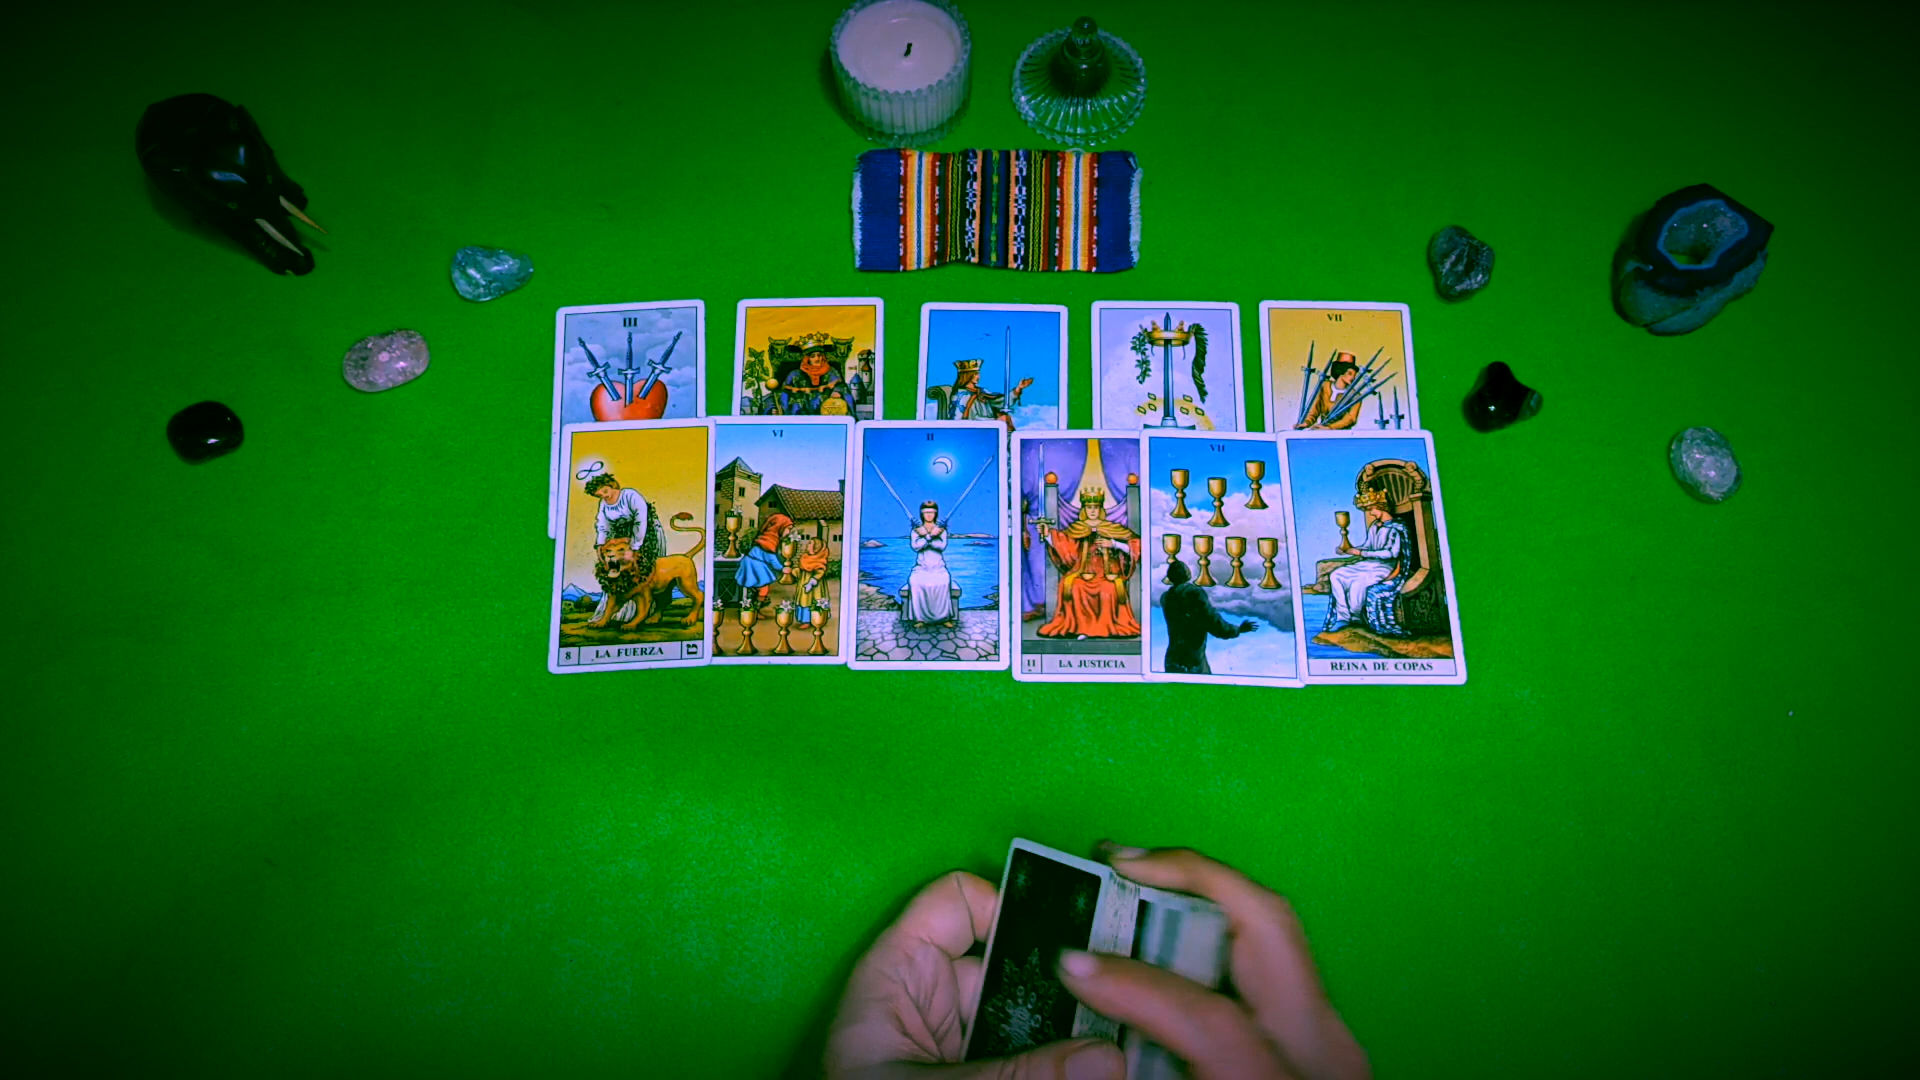 III
VII
VI
II
VII
8 LA FUERZA
11 LA JUSTICIA
REINA DE COPAS